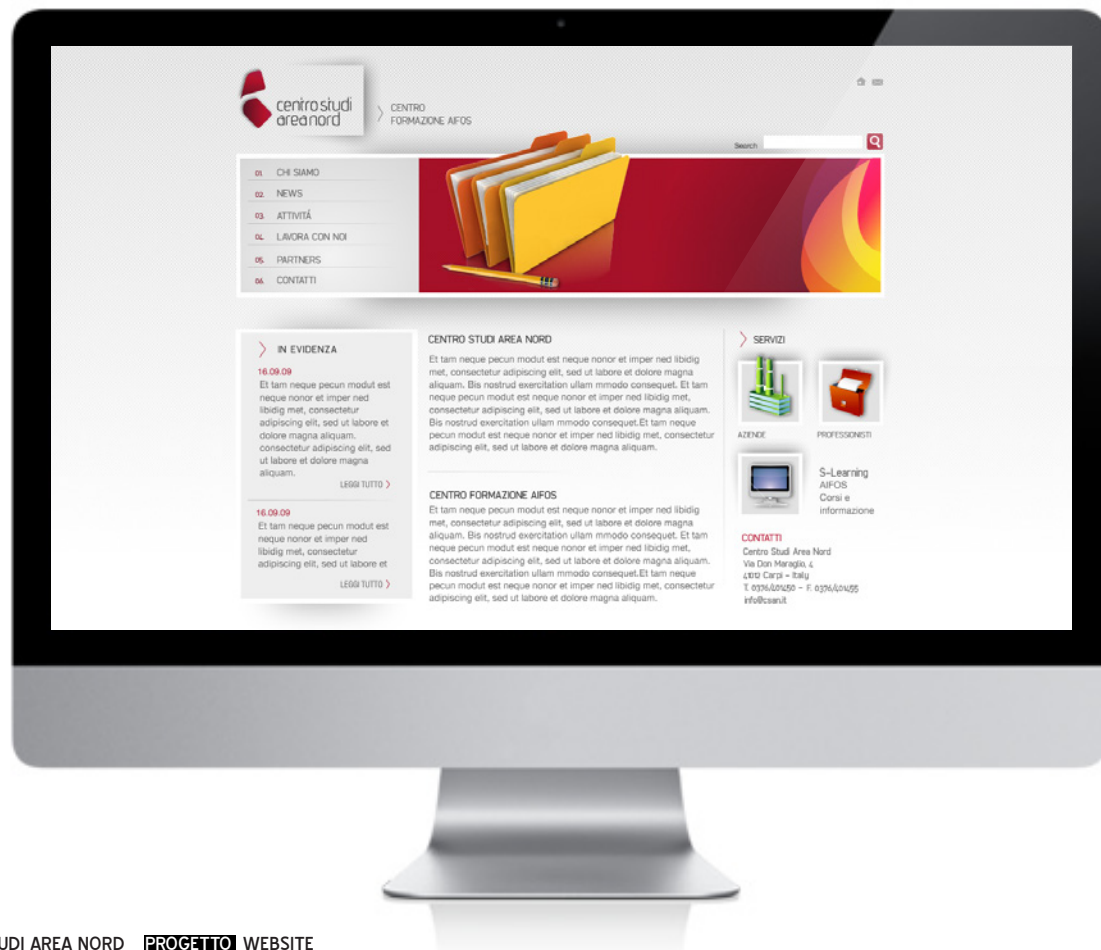 centro studi
area nord
CENTRO
FORMAZIONE AIFOS
Search
01. CHI SIAMO
02. NEWS
03. ATTIVITÁ
04. LAVORA CON NOI
05. PARTNERS
06. CONTATTI
IN EVIDENZA
16.09.09
Et tam neque pecun modut est
neque nonor et imper ned
libidig met, consectetur
adipiscing elit, sed ut labore et
dolore magna aliquam.
consectetur adipiscing elit, sed
ut labore et dolore magna
aliquam.
LEGGI TUTTO
16.09.09
Et tam neque pecun modut est
neque nonor et imper ned
libidig met, consectetur
adipiscing elit, sed ut labore et
LEGGI TUTTO
CENTRO STUDI AREA NORD
Et tam neque pecun modut est neque nonor et imper ned libidig
met, consectetur adipiscing elit, sed ut labore et dolore magna
aliquam. Bis nostrud exercitation ullam mmodo consequet. Et tam
neque pecun modut est neque nonor et imper ned libidig met,
consectetur adipiscing elit, sed ut labore et dolore magna aliquam.
Bis nostrud exercitation ullam mmodo consequet.Et tam neque
pecun modut est neque nonor et imper ned libidig met, consectetur
adipiscing elit, sed ut labore et dolore magna aliquam.
CENTRO FORMAZIONE AIFOS
Et tam neque pecun modut est neque nonor et imper ned libidig
met, consectetur adipiscing elit, sed ut labore et dolore magna
aliquam. Bis nostrud exercitation ullam mmodo consequet. Et tam
neque pecun modut est neque nonor et imper ned libidig met,
consectetur adipiscing elit, sed ut labore et dolore magna aliquam.
Bis nostrud exercitation ullam mmodo consequet.Et tam neque
pecun modut est neque nonor et imper ned libidig met, consectetur
adipiscing elit, sed ut labore et dolore magna aliquam.
SERVIZI
AZIENDE
PROFESSIONISTI
S-Learning
AIFOS
Corsi e
informazione
CONTATTI
Centro Studi Area Nord
Via Don Maraglio, 4
41012 Carpi - Italy
T. 0376/401450 - F. 0376/401455
info@csan.it
UDI AREA NORD PROGETTO WEBSITE